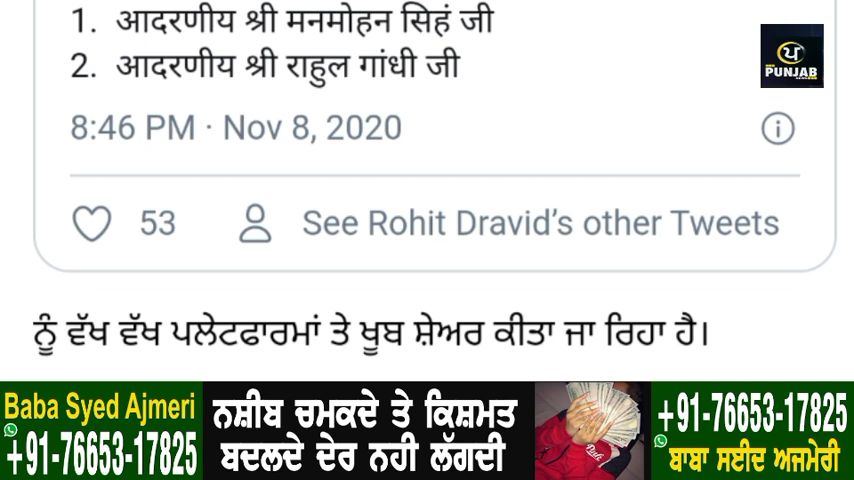 1. आदरणीय श्री मनमोहन सिहं जी
2. आदरणीय श्री राहुल गांधी जी
ਪ
PUNJAB
8:46 PM · Nov 8, 2020
53 See Rohit Dravid's other Tweets
ਨੂੰ ਵੱਖ ਵੱਖ ਪਲੇਟਫਾਰਮਾਂ ਤੇ ਖੂਬ ਸ਼ੇਅਰ ਕੀਤਾ ਜਾ ਰਿਹਾ ਹੈ।
Baba Syed Ajmeri
+91-76653-17825
ਨਸ਼ੀਬ ਚਮਕਦੇ ਤੇ ਕਿਸ਼ਮਤ
ਬਦਲਦੇ ਦੇਰ ਨਹੀ ਲੱਗਦੀ
Pink
+91-76653-17825
ਬਾਬਾ ਸਈਦ ਅਜਮੇਰੀ